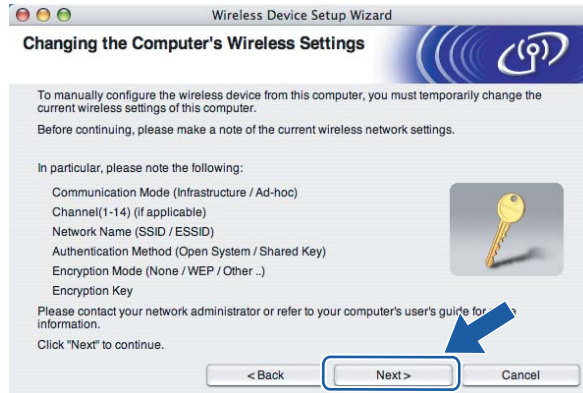 Wireless Device Setup Wizard
Changing the Computer's Wireless Settings
To manually configure the wireless device from this computer, you must temporarily change the
current wireless settings of this computer.
Before continuing, please make a note of the current wireless network settings.
In particular, please note the following:
Communication Mode (Infrastructure / Ad-hoc)
Channel(1-14) (if applicable)
Network Name (SSID / ESSID)
Authentication Method (Open System / Shared Key)
Encryption Mode (None / WEP / Other ..)
Encryption Key
Please contact your network administrator or refer to your computer's user's guide for
information.
Click "Next" to continue.
< Back Next > Cancel